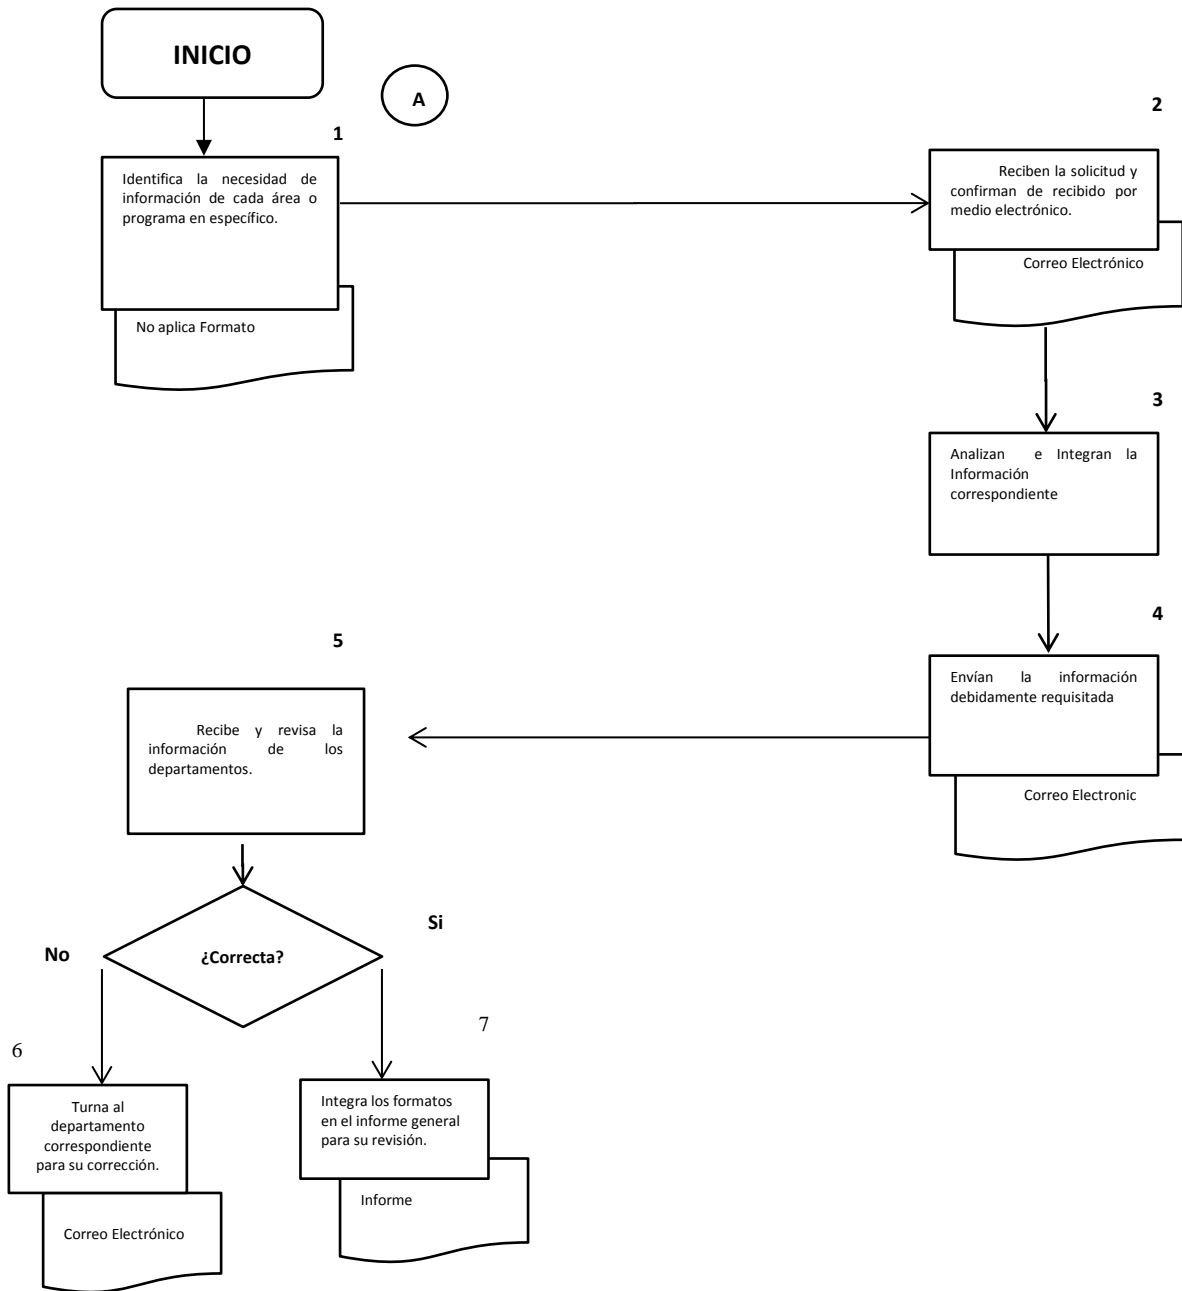 INICIO
A
1
2
Identifica la necesidad de
información de cada área o
programa en específico.
No aplica Formato
Reciben la solicitud y
confirman de recibido por
medio electrónico.
Correo Electrónico
3
Analizan e Integran la
Información
correspondiente
4
Envían la información
debidamente requisitada
Correo Electronic
5
Recibe y revisa la
información de los
departamentos.
¿Correcta?
No
Si
6
Turna al
departamento
correspondiente
para su corrección.
Correo Electrónico
7
Integra los formatos
en el informe general
para su revisión.
Informe